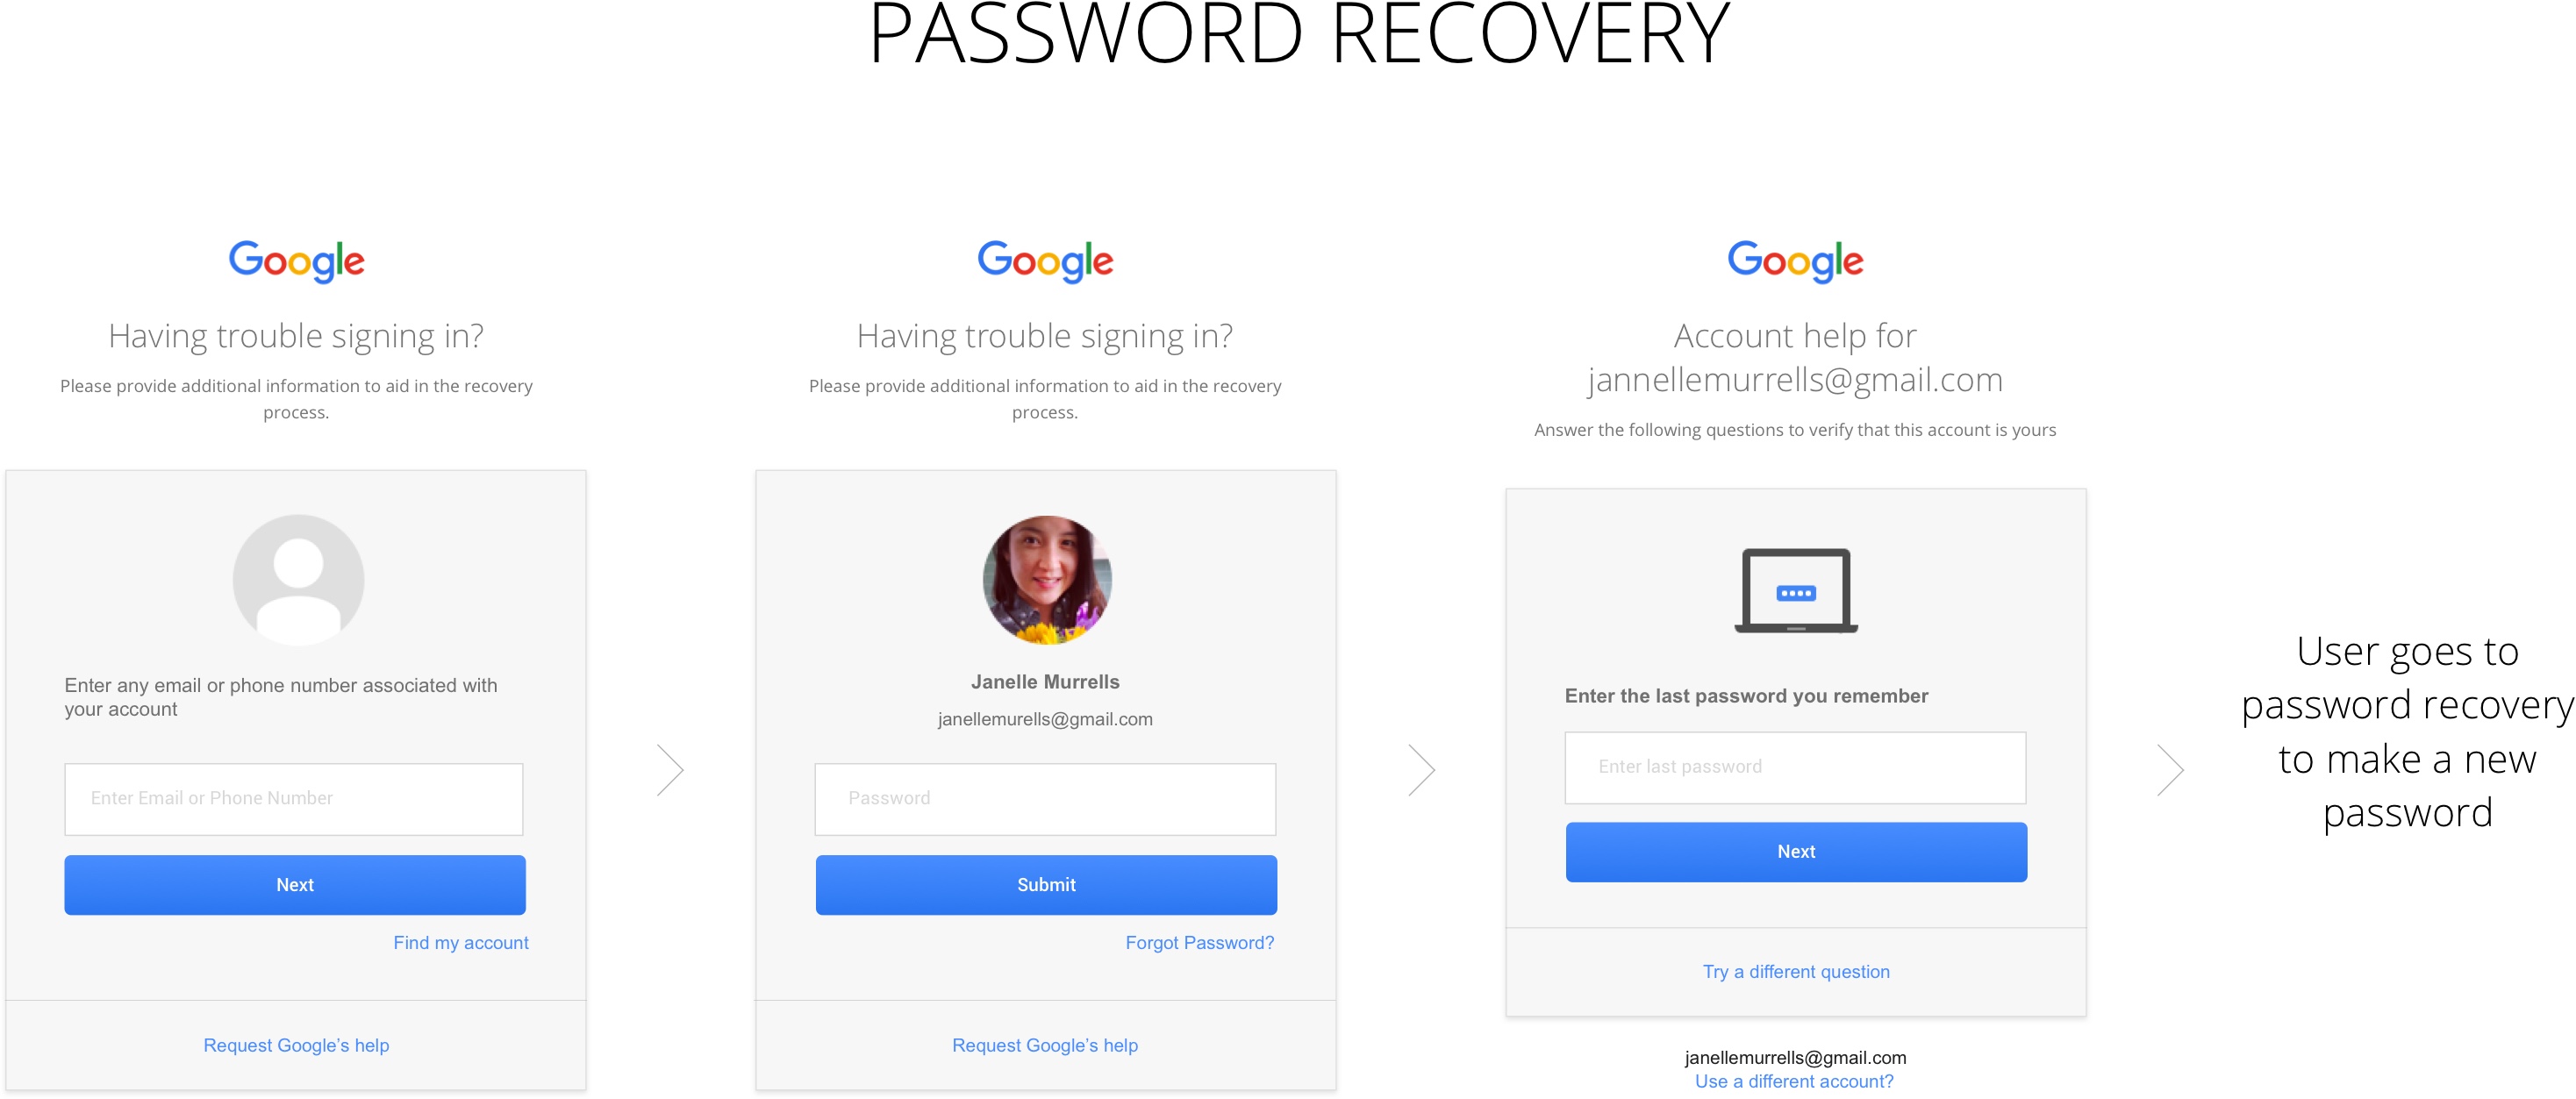 PASSWORD RECOVERY
Google
Having trouble signing in?
Please provide additional information to aid in the recovery
process.
Enter any email or phone number associated with
your account
Enter Email or Phone Number
Next
Find my account
Request Google's help
Google
Having trouble signing in?
Please provide additional information to aid in the recovery
process.
Janelle Murrells
janellemurells@gmail.com
Password
Submit
Forgot Password?
Request Google's help
Google
Account help for
jannellemurrells@gmail.com
Answer the following questions to verify that this account is yours
Enter the last password you remember
Enter last password
Next
Try a different question
janellemurrells@gmail.com
Use a different account?
User goes to
password recovery
to make a new
password